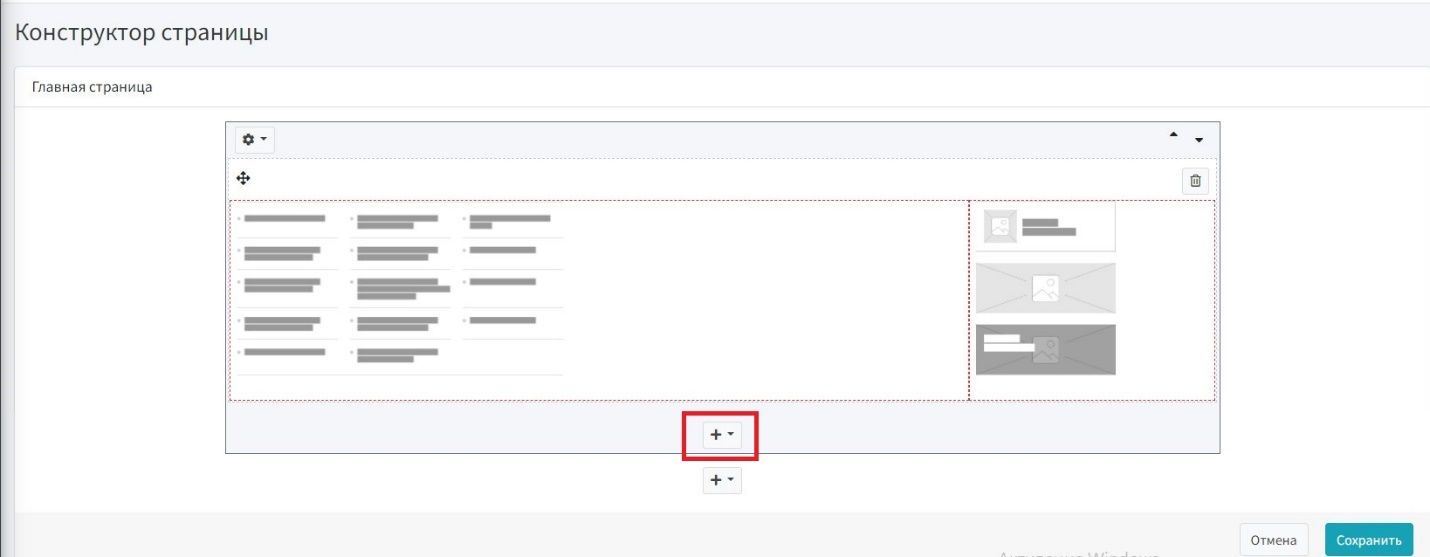 Конструктор страницы
Главная страница
Отмена
Сохранить